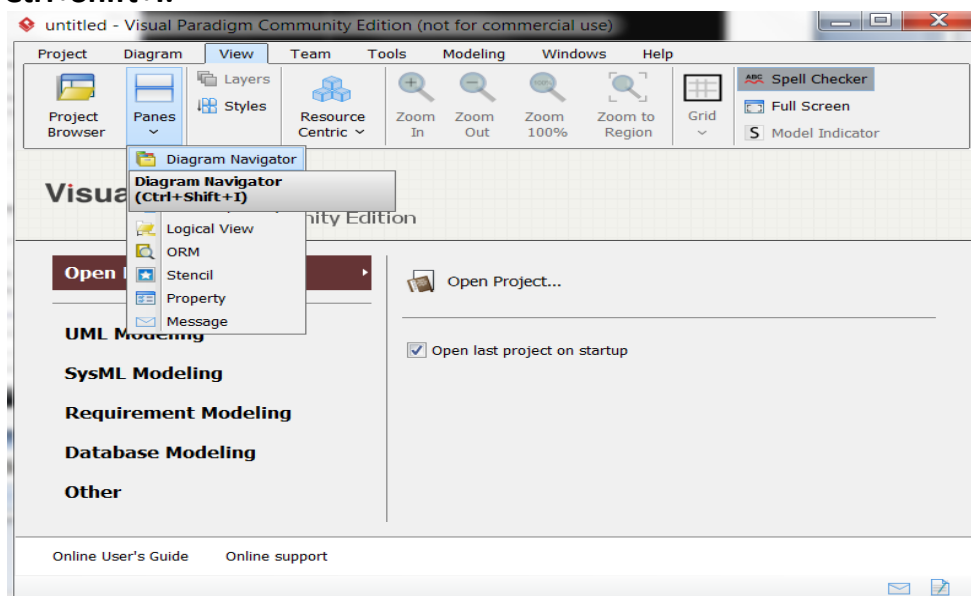 untitled - Visual Paradigm Community Edition (not for commercial use)
Project Diagram View Team Tools Modeling Windows Help
Project Browser
Panes
Layers
Styles
Resource Centric
Zoom In
Zoom Out
Zoom 100%
Zoom to Region
Grid
ABC Spell Checker
Full Screen
S Model Indicator
Diagram Navigator
Diagram Navigator
(Ctrl+Shift+I)
Logical View
ORM
Stencil
Property
Message
Visua
nity Edition
Open
Open Project...
Open last project on startup
UML Modeling
SysML Modeling
Requirement Modeling
Database Modeling
Other
Online User's Guide Online support